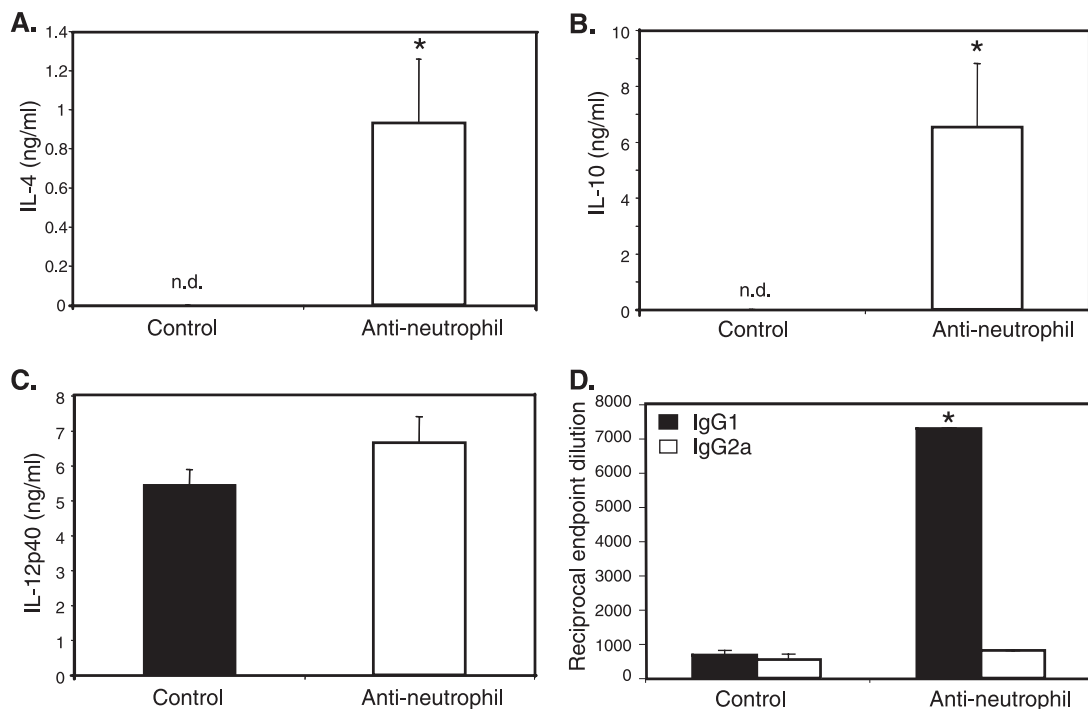 A.
1.4
1.2
1
0.8
0.6
0.4
0.2
0
IL-4 (ng/ml)
n.d.
*
Control
Anti-neutrophil
B.
10
8
6
4
2
0
IL-10 (ng/ml)
n.d.
*
Control
Anti-neutrophil
C.
8
7
6
5
4
3
2
1
0
IL-12p40 (ng/ml)
Control
Anti-neutrophil
D.
8000
7000
6000
5000
4000
3000
2000
1000
0
Reciprocal endpoint dilution
IgG1
IgG2a
*
Control
Anti-neutrophil